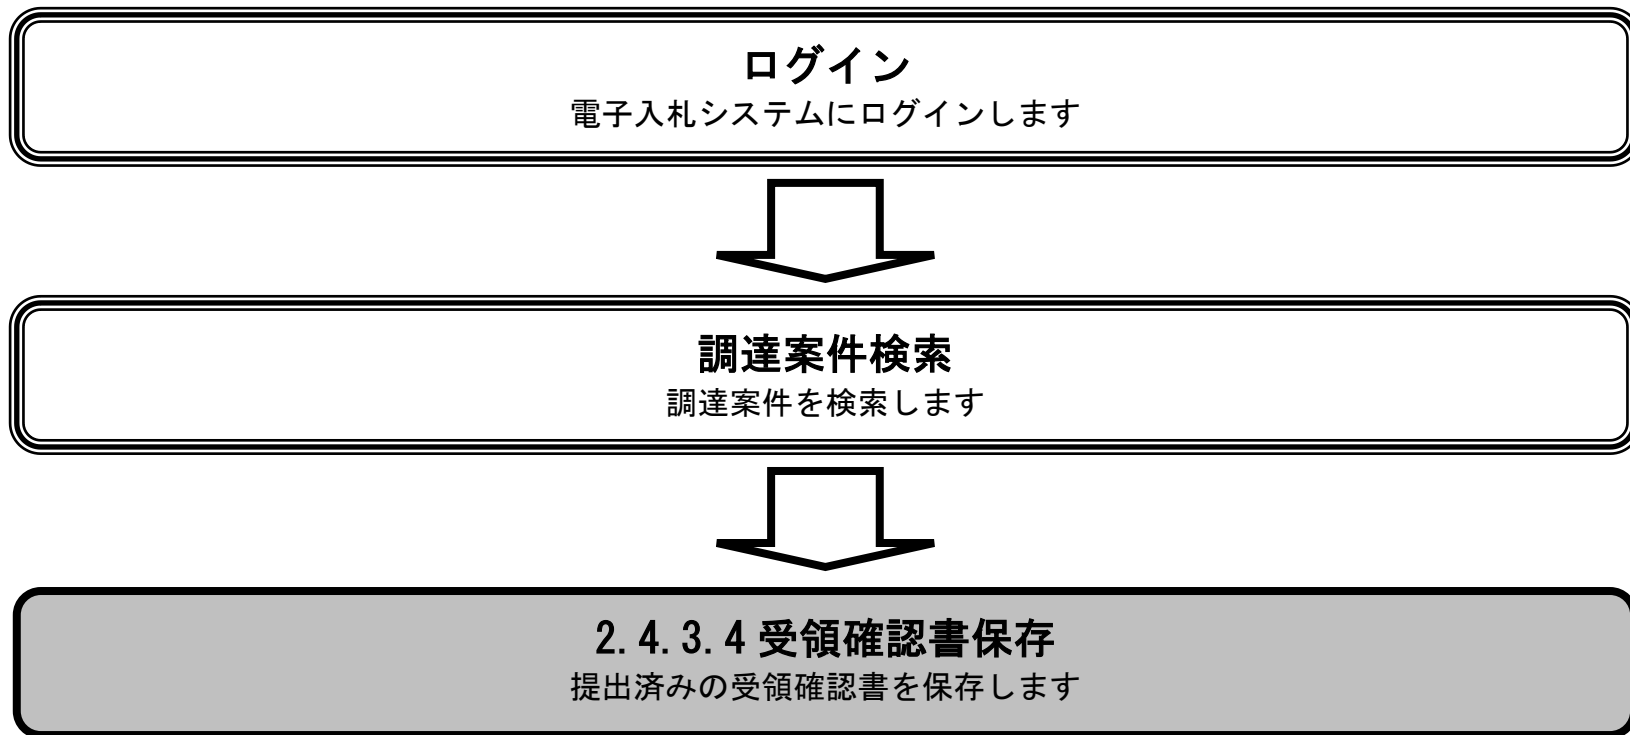 ログイン
電子入札システムにログインします
調達案件検索
調達案件を検索します
2.4.3.4 受領確認書保存
提出済みの受領確認書を保存します